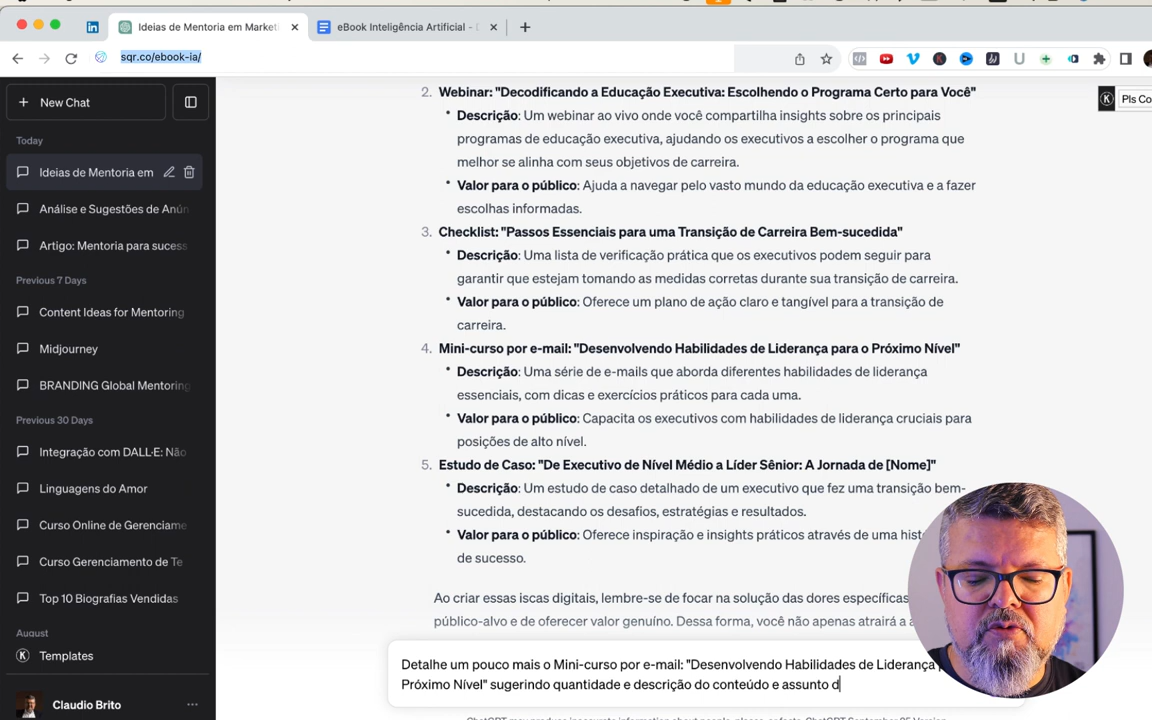 Ideias de Mentoria em Marketi
eBook Inteligência Artificial - D
sqr.co/ebook-ia/
New Chat
Today
Ideias de Mentoria em
Análise e Sugestões de Anún
Artigo: Mentoria para sucess
Previous 7 Days
Content Ideas for Mentoring
Midjourney
BRANDING Global Mentoring
Previous 30 Days
Integração com DALL·E: Não
Linguagens do Amor
Curso Online de Gerenciame
Curso Gerenciamento de Te
Top 10 Biografias Vendidas
August
Templates
Claudio Brito
Pls Co
2. Webinar: "Decodificando a Educação Executiva: Escolhendo o Programa Certo para Você"
• Descrição: Um webinar ao vivo onde você compartilha insights sobre os principais
programas de educação executiva, ajudando os executivos a escolher o programa que
melhor se alinha com seus objetivos de carreira.
• Valor para o público: Ajuda a navegar pelo vasto mundo da educação executiva e a fazer
escolhas informadas.
3. Checklist: "Passos Essenciais para uma Transição de Carreira Bem-sucedida"
• Descrição: Uma lista de verificação prática que os executivos podem seguir para
garantir que estejam tomando as medidas corretas durante sua transição de carreira.
• Valor para o público: Oferece um plano de ação claro e tangível para a transição de
carreira.
4. Mini-curso por e-mail: "Desenvolvendo Habilidades de Liderança para o Próximo Nível"
• Descrição: Uma série de e-mails que aborda diferentes habilidades de liderança
essenciais, com dicas e exercícios práticos para cada uma.
• Valor para o público: Capacita os executivos com habilidades de liderança cruciais para
posições de alto nível.
5. Estudo de Caso: "De Executivo de Nível Médio a Líder Sênior: A Jornada de [Nome]"
• Descrição: Um estudo de caso detalhado de um executivo que fez uma transição bem-
sucedida, destacando os desafios, estratégias e resultados.
• Valor para o público: Oferece inspiração e insights práticos através de uma hist
de sucesso.
Ao criar essas iscas digitais, lembre-se de focar na solução das dores específicas
público-alvo e de oferecer valor genuíno. Dessa forma, você não apenas atrairá a a
Detalhe um pouco mais o Mini-curso por e-mail: "Desenvolvendo Habilidades de Liderança
Próximo Nível" sugerindo quantidade e descrição do conteúdo e assunto d